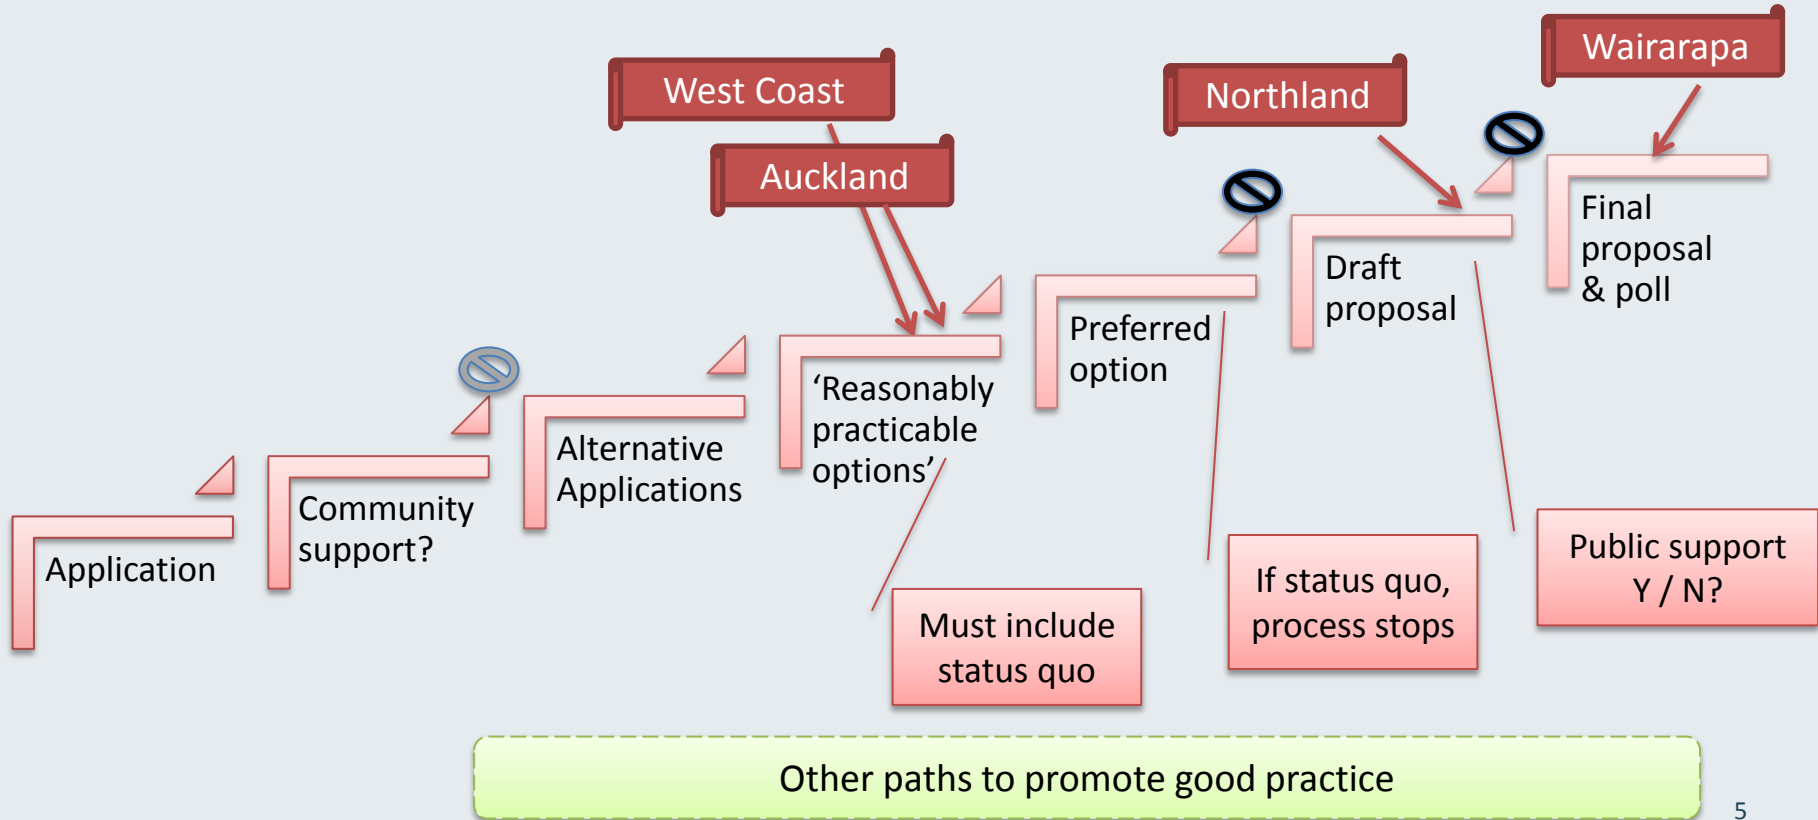 West Coast
Auckland
Northland
Wairarapa
Application
Community
support?
Alternative
Applications
‘Reasonably
practicable
options’
Preferred
option
Draft
proposal
Final
proposal
& poll
Must include
status quo
If status quo,
process stops
Public support
Y / N?
Other paths to promote good practice
5